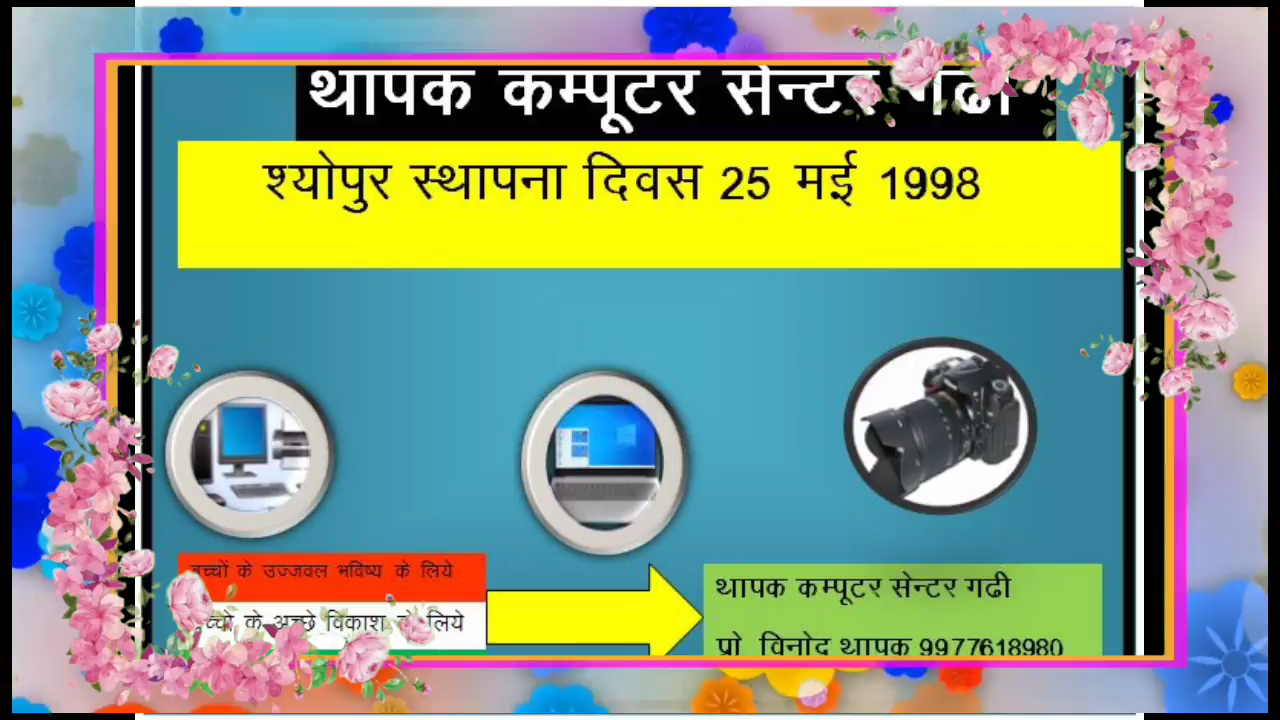 थापक कम्पूटर सेन्टर गढी
श्योपुर स्थापना दिवस 25 मई 1998
बच्चों के उज्जवल भविष्य के लिये
बच्चो के अच्छे विकाश के लिये
थापक कम्पूटर सेन्टर गढी
प्रो विनोद थापक 9977618980